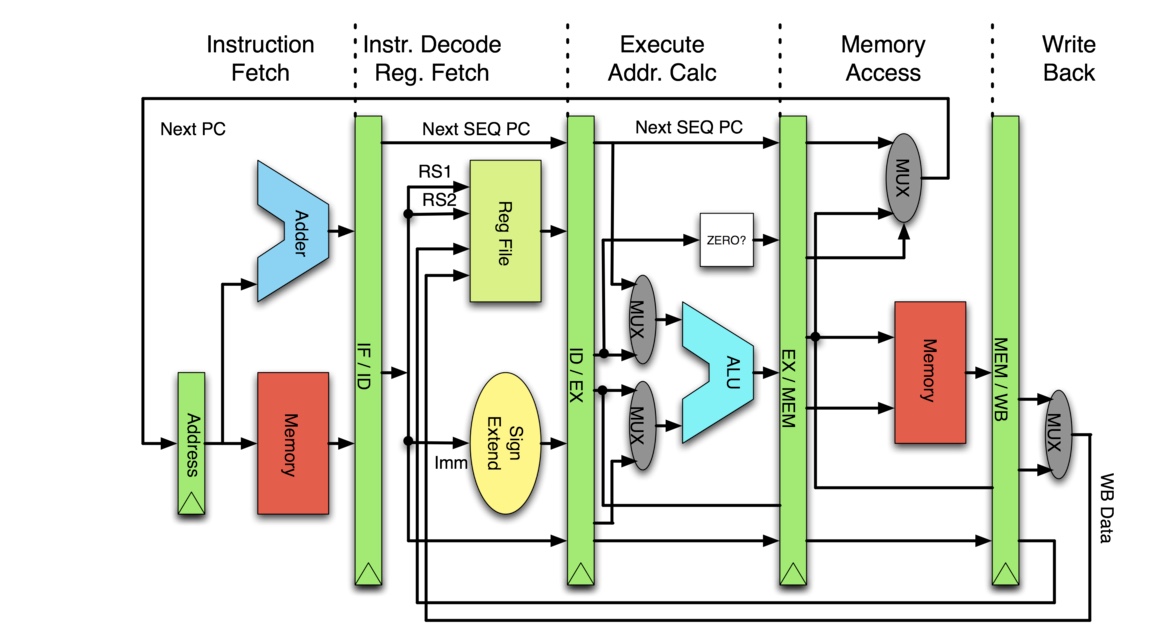 Instruction
Fetch
Instr. Decode
Reg. Fetch
Execute
Addr. Calc
Memory
Access
Write
Back
Next PC
Next SEQ PC
Next SEQ PC
RS1
RS2
Adder
Reg File
ZERO?
MUX
MUX
MUX
ALU
Address
Memory
IF / ID
Imm
Sign
Extend
ID / EX
EX / MEM
Memory
MEM / WB
MUX
WB Data